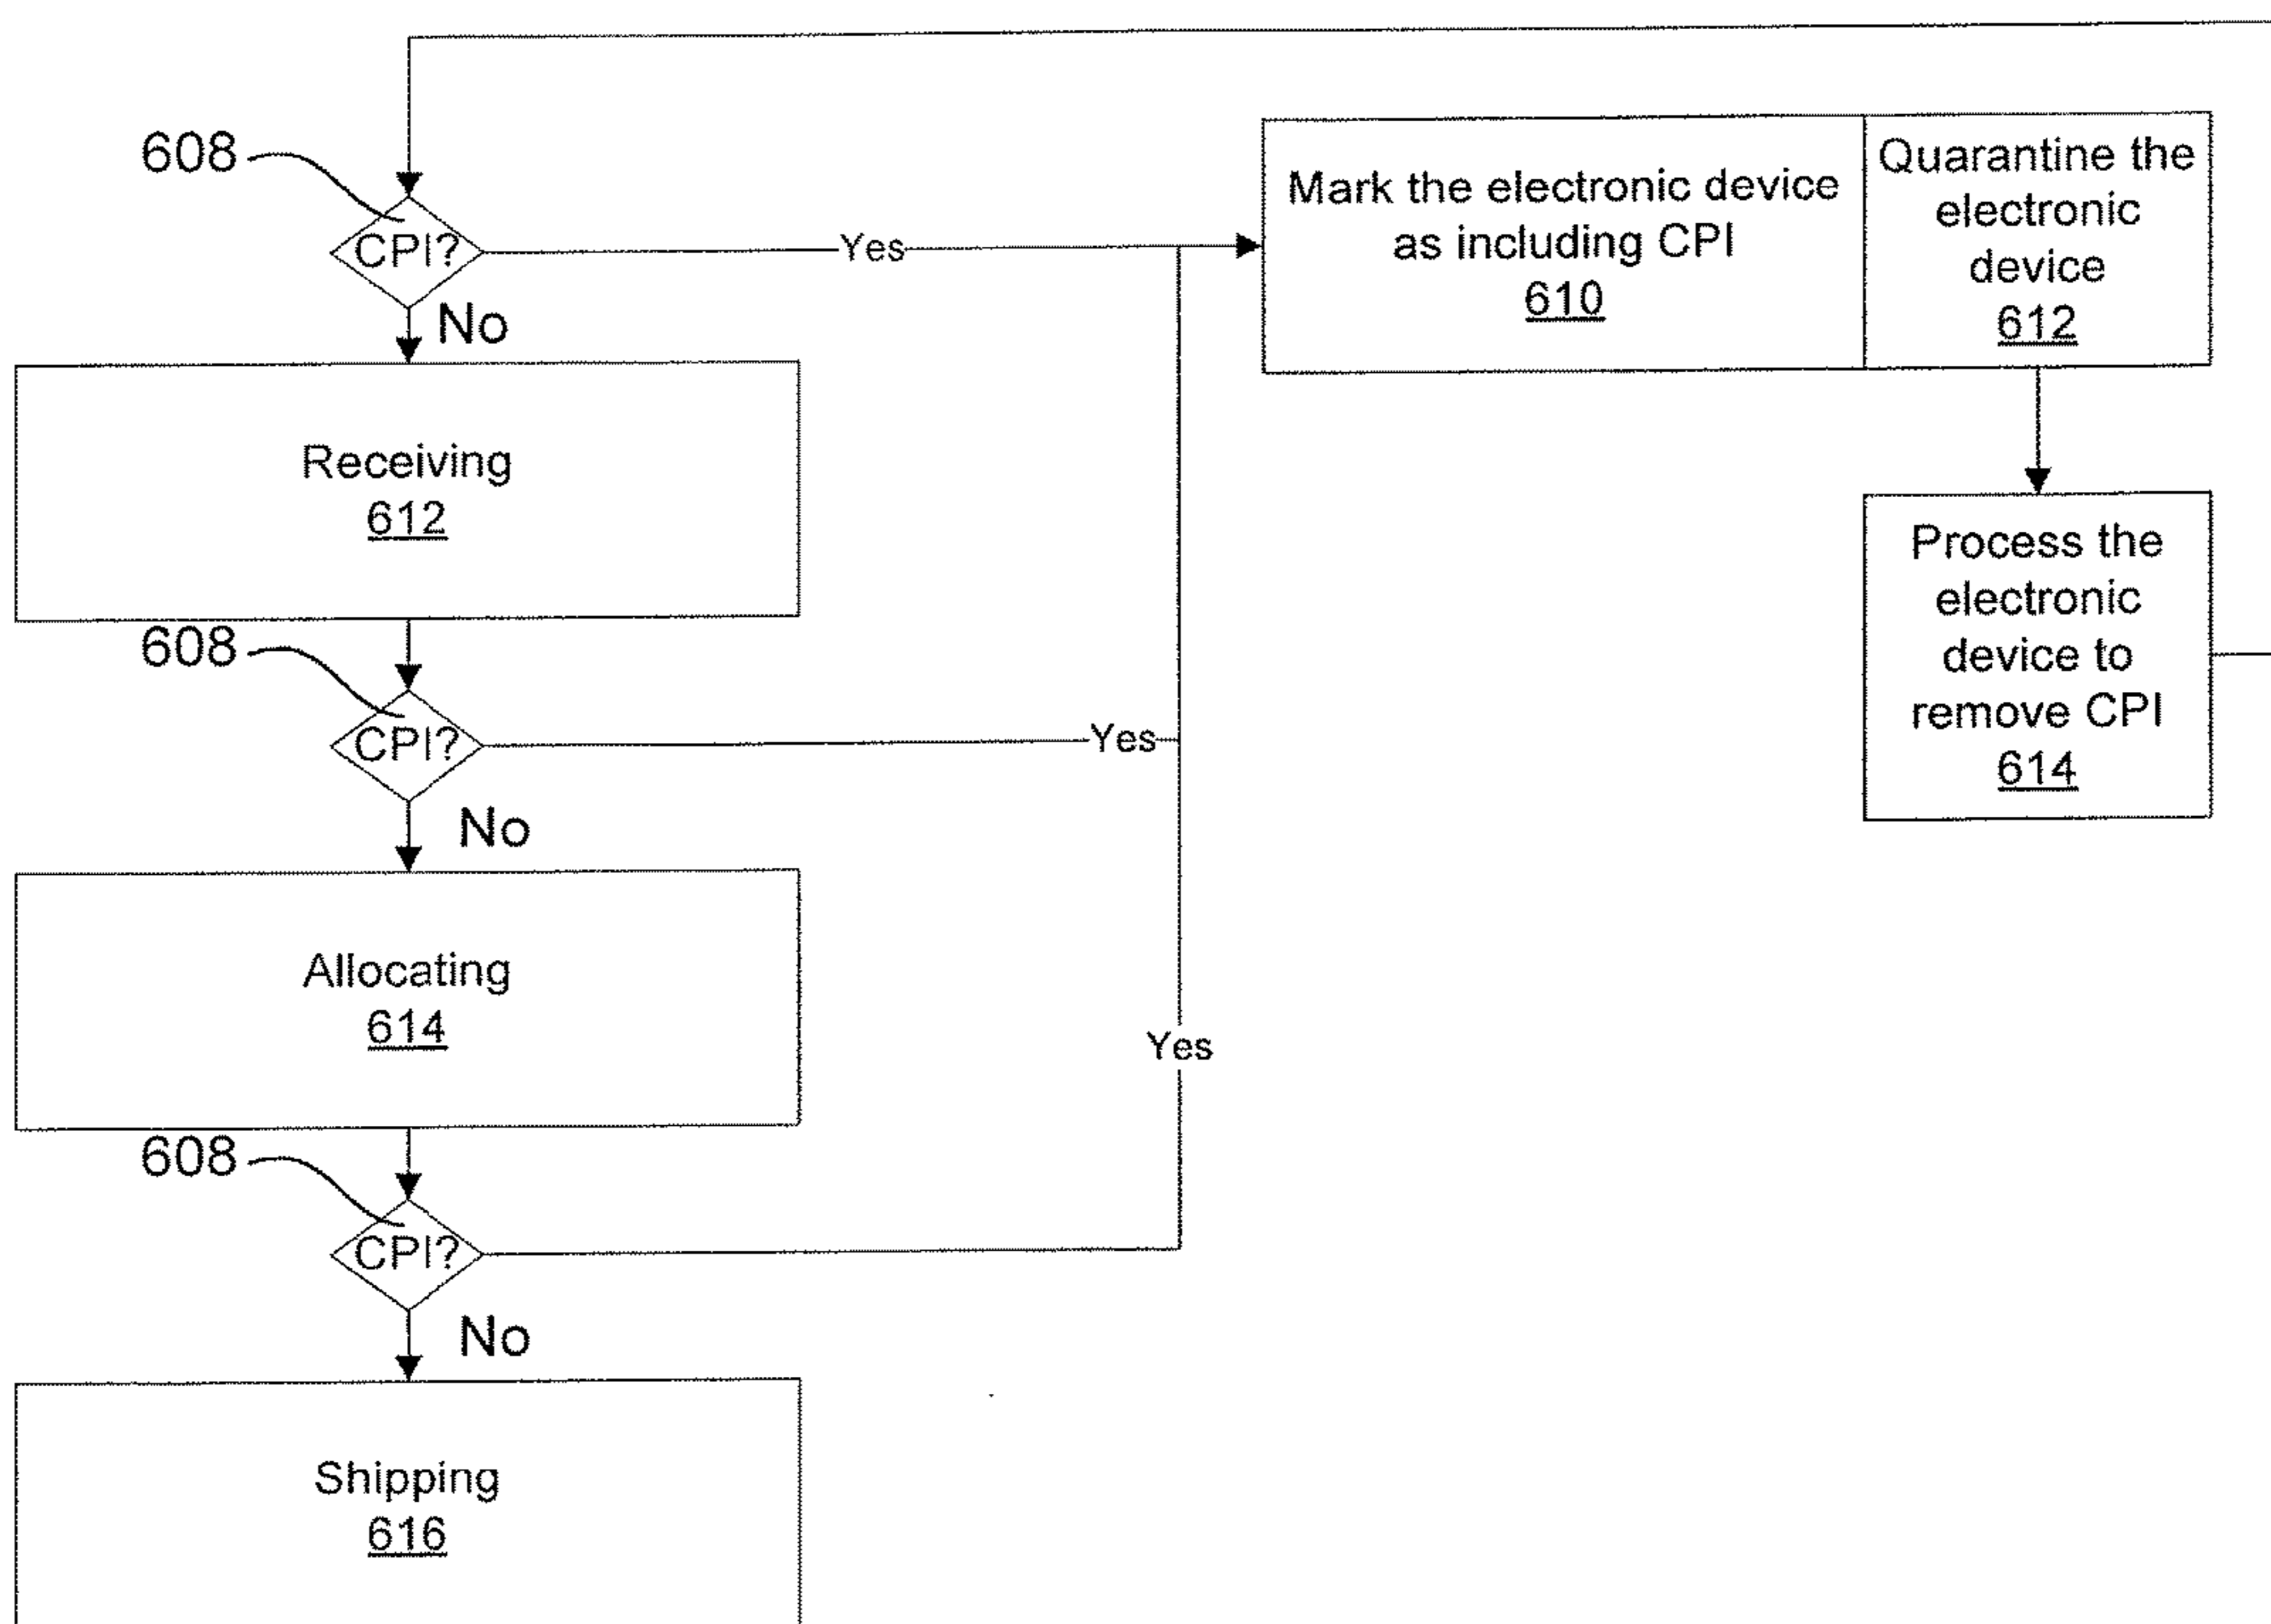 608
CPI?
Yes
No
Mark the electronic device
as including CPI
610
Quarantine the
electronic
device
612
Receiving
612
Process the
electronic
device to
remove CPI
614
608
CPI?
Yes
No
Allocating
614
Yes
608
CPI?
No
Shipping
616